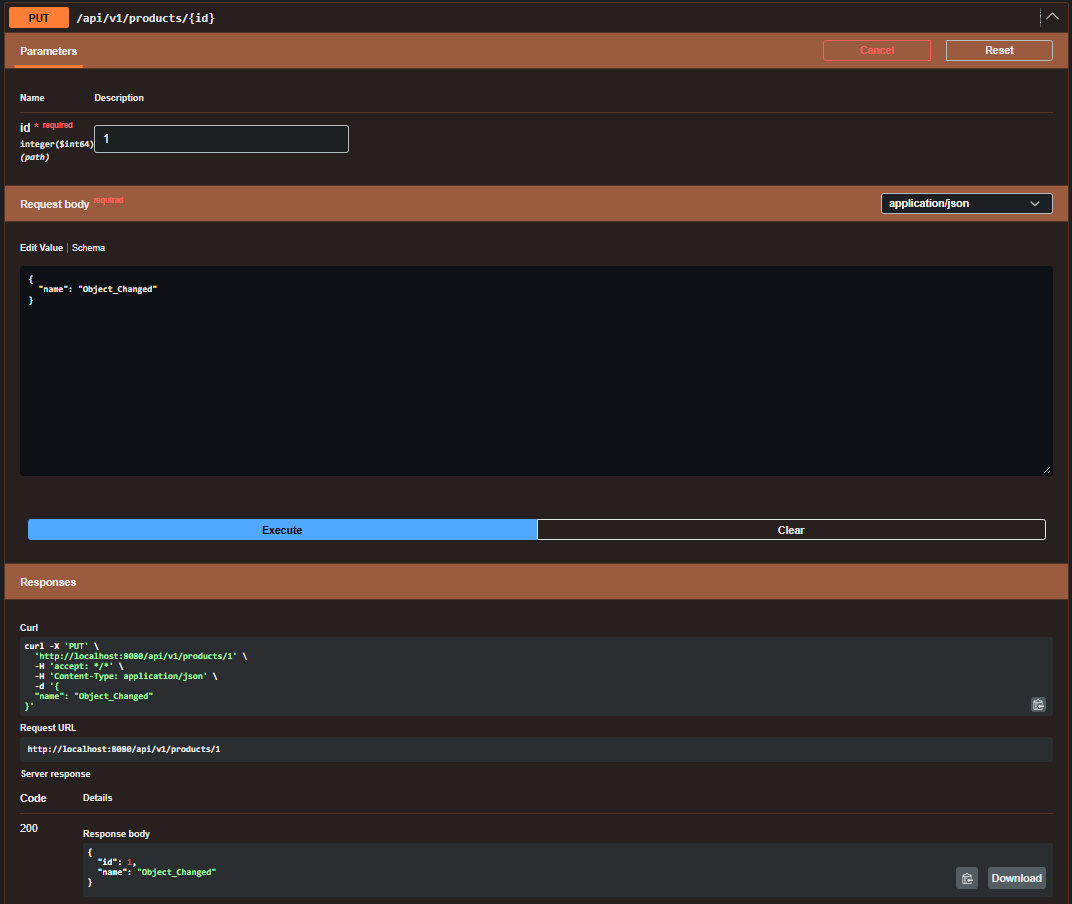 PUT /api/v1/products/{id}
Parameters Cancel Reset
Name Description
id * required
integer($int64)
(path)
1
Request body required application/json
Edit Value | Schema
{
  "name": "Object_Changed"
}
Execute Clear
Responses
Curl
curl -X 'PUT' \
  'http://localhost:8080/api/v1/products/1' \
  -H 'accept: */*' \
  -H 'Content-Type: application/json' \
  -d '{
  "name": "Object_Changed"
}'
Request URL
http://localhost:8080/api/v1/products/1
Server response
Code Details
200
Response body
{
  "id": 1,
  "name": "Object_Changed"
}
Download